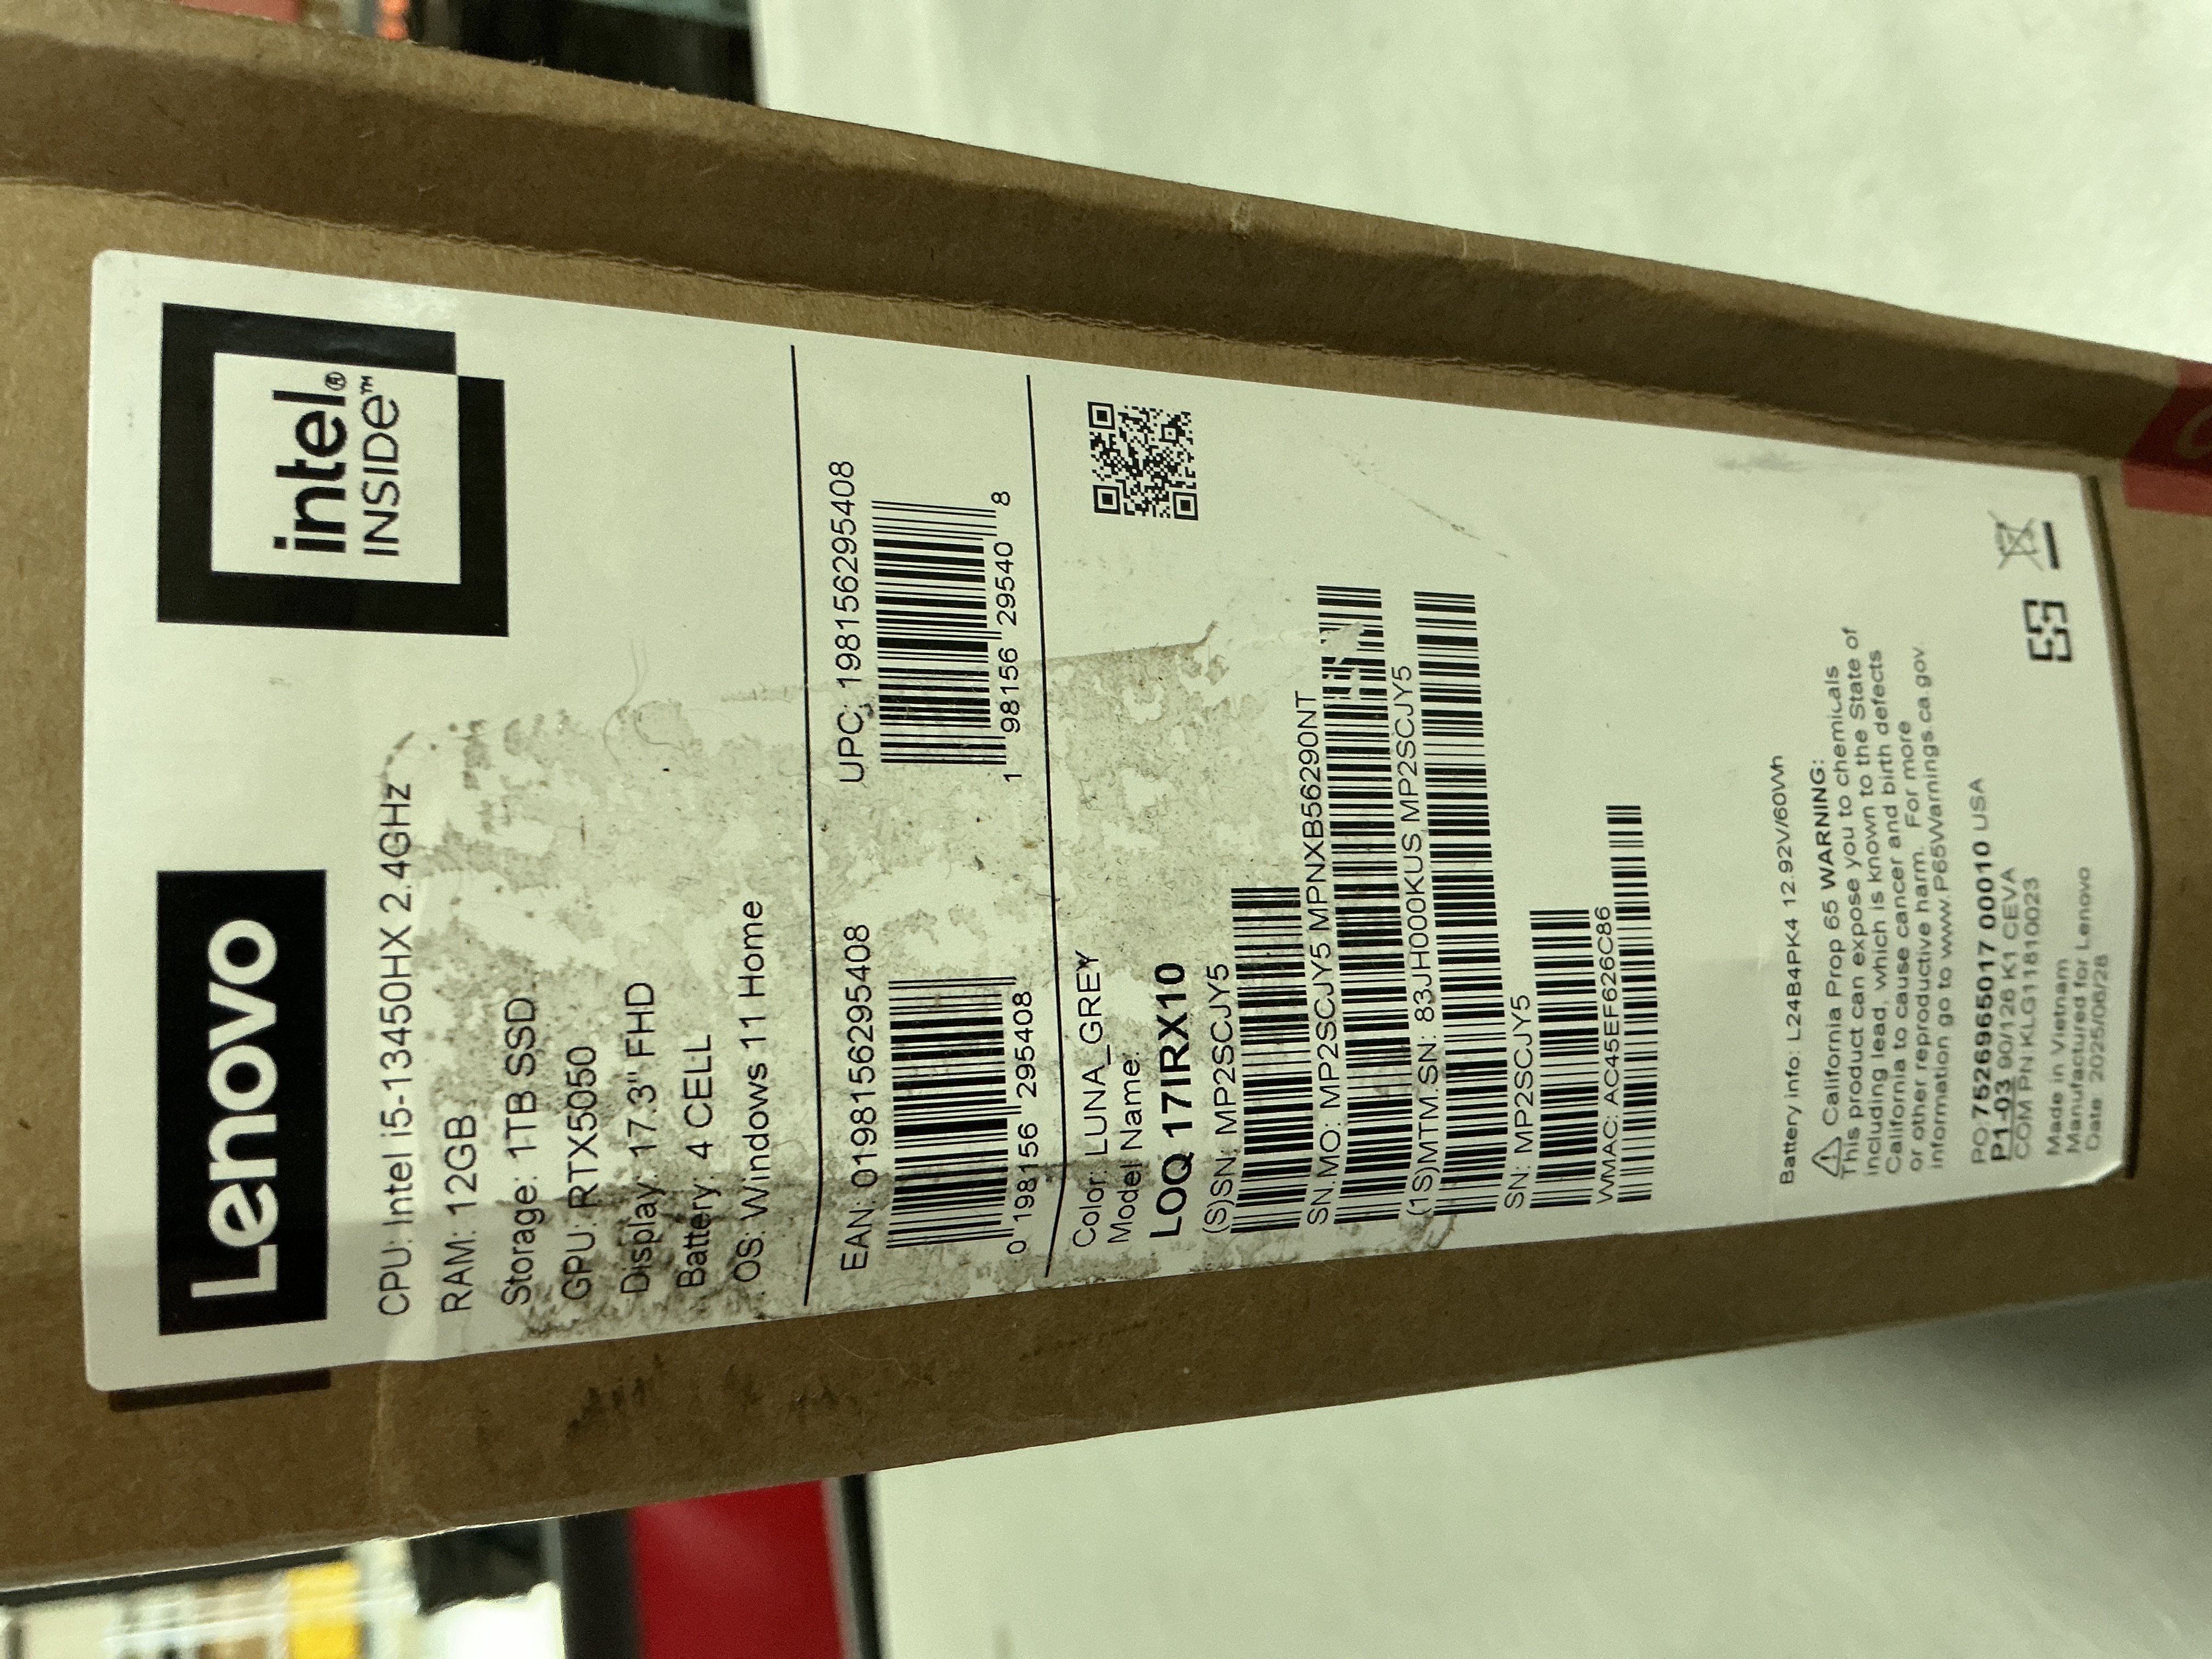 Lenovo
intel®
INSIDE™
CPU: Intel i5-13450HX 2.4GHz
RAM: 12GB
Storage: 1TB SSD
GPU: RTX5050
Display: 17.3" FHD
Battery: 4 CELL
OS: Windows 11 Home
EAN: 0198156295408
0 198156 295408
UPC: 198156295408
1 98156 29540 8
Color: LUNA_GREY
Model Name:
LOQ 17IRX10
(S)SN: MP2SCJY5
SN.MO: MP2SCJY5 MPNXB56290NT
(1S)MTM.SN: 83JH000KUS MP2SCJY5
SN: MP2SCJY5
WMAC: AC45EF626C86
Battery info: L24B4PK4 12.92V/60Wh
California Prop 65 WARNING:
This product can expose you to chemicals
including lead, which is known to the State of
California to cause cancer and birth defects
or other reproductive harm. For more
information go to www.P65Warnings.ca.gov
PO:7526965017 00010 USA
P1-03 90/126 K1 CEVA
COM PN:KLG11810023
Made in Vietnam
Manufactured for Lenovo
Date: 2025/06/28